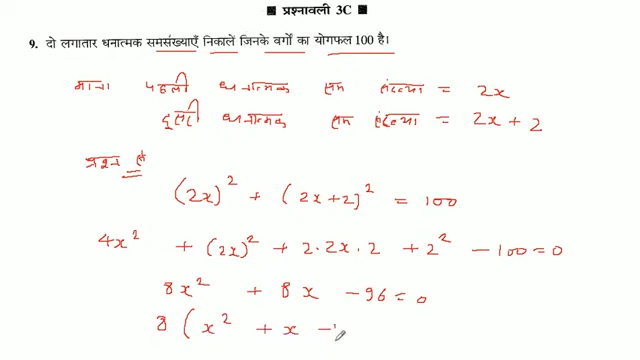 ■ प्रश्नावली 3C ■
9. दो लगातार धनात्मक समसंख्याएँ निकालें जिनके वर्गों का योगफल 100 है।
माना पहली धनात्मक सम संख्या = 2x
दूसरी धनात्मक सम संख्या = 2x + 2
प्रश्न से
(2x)² + (2x+2)² = 100
4x² + (2x)² + 2·2x·2 + 2² - 100 = 0
8x² + 8x - 96 = 0
8 ( x² + x -